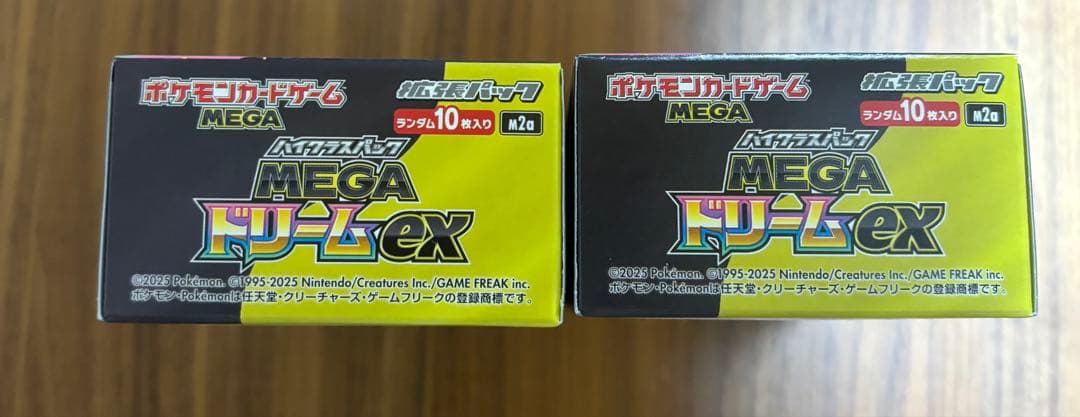 ポケモンカードゲーム
MEGA
拡張パック
ランダム10枚入り M2a
ハイクラスパック
MEGA
ドリームex
©2025 Pokémon. ©1995-2025 Nintendo/Creatures Inc./GAME FREAK inc.
ポケモン・Pokémonは任天堂・クリーチャーズ・ゲームフリークの登録商標です。
ポケモンカードゲーム
MEGA
拡張パック
ランダム10枚入り M2a
ハイクラスパック
MEGA
ドリームex
©2025 Pokémon. ©1995-2025 Nintendo/Creatures Inc./GAME FREAK inc.
ポケモン・Pokémonは任天堂・クリーチャーズ・ゲームフリークの登録商標です。